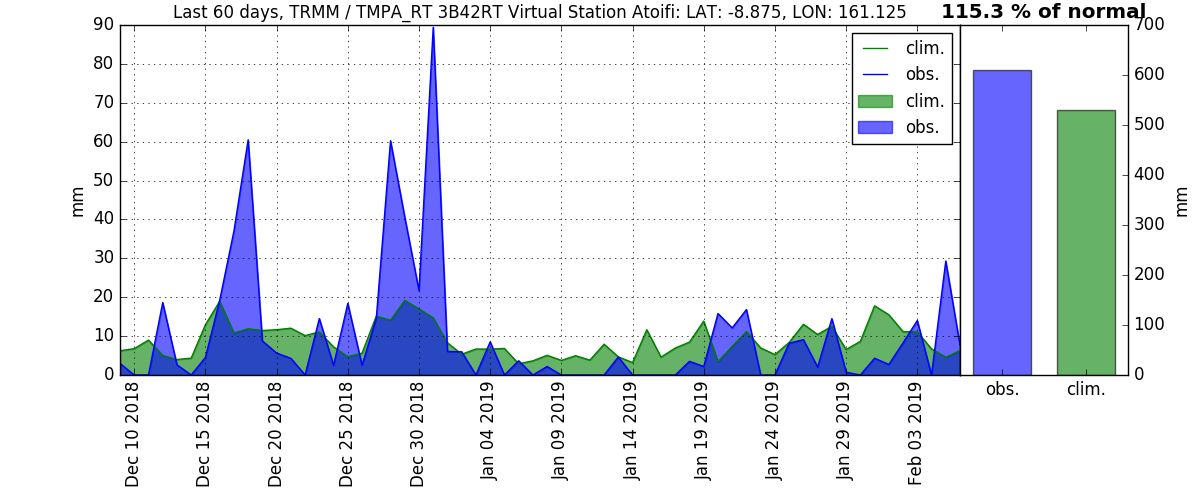 Last 60 days, TRMM / TMPA_RT 3B42RT Virtual Station Atoifi: LAT: -8.875, LON: 161.125
115.3 % of normal
90
80
70
60
50
40
30
20
10
0
mm
clim.
obs.
clim.
obs.
700
600
500
400
300
200
100
0
mm
Dec 10 2018
Dec 15 2018
Dec 20 2018
Dec 25 2018
Dec 30 2018
Jan 04 2019
Jan 09 2019
Jan 14 2019
Jan 19 2019
Jan 24 2019
Jan 29 2019
Feb 03 2019
obs.
clim.